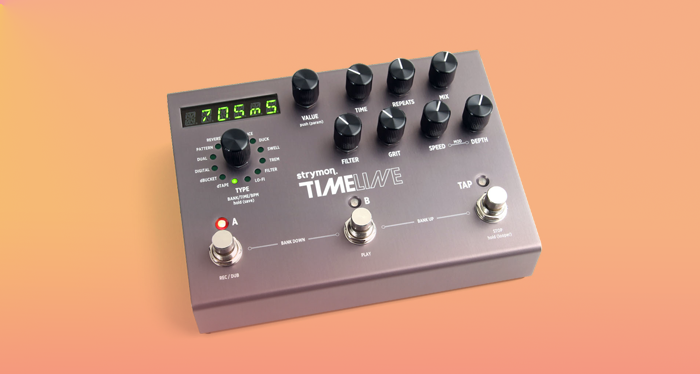 705mS
VALUE
push (param)
TIME
REPEATS
MIX
FILTER
GRIT
SPEED
MOD
DEPTH
REVERSE
ICE
PATTERN
DUCK
DUAL
SWELL
DIGITAL
TREM
dBUCKET
FILTER
dTAPE
LO-FI
TYPE
BANK/TIME/BPM
hold (save)
strymon
TIMELINE
A
B
TAP
BANK DOWN
BANK UP
REC / DUB
PLAY
STOP